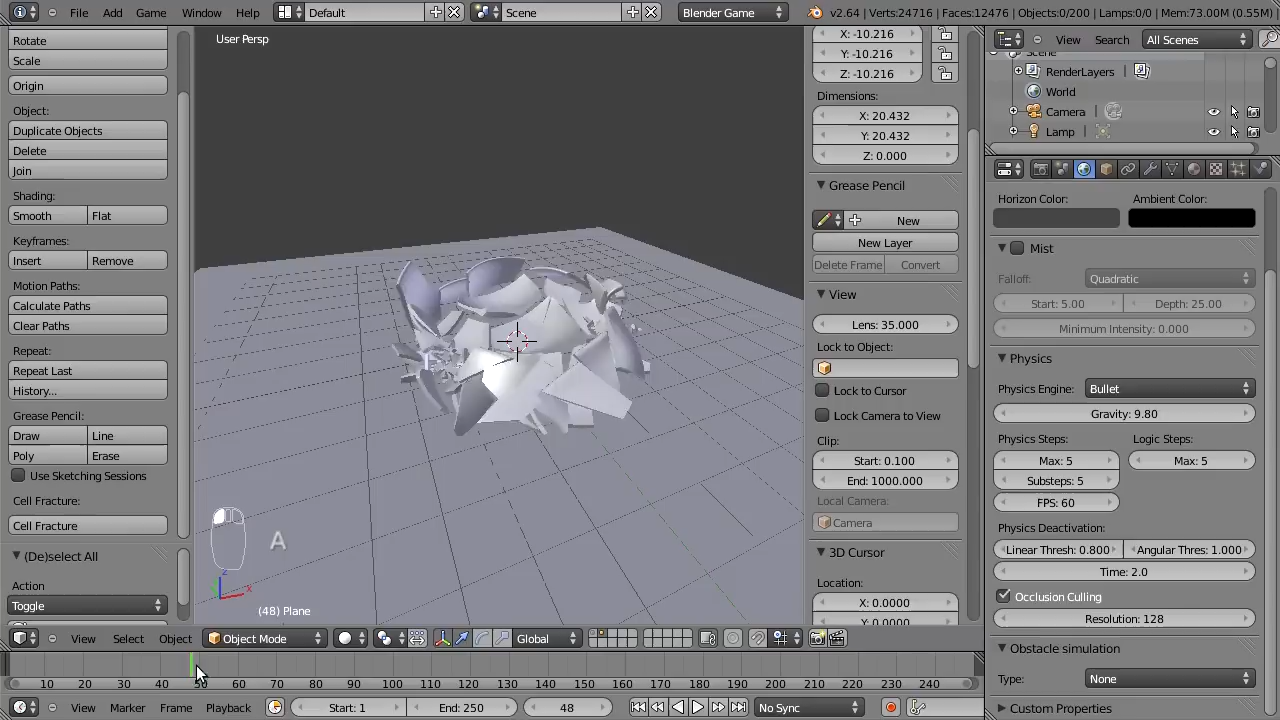 File Add Game Window Help Default Scene Blender Game v2.64 | Verts:24716 | Faces:12476 | Objects:0/200 | Lamps:0/0 | Mem:73.00M (0.55M)
Rotate
Scale
Origin
Object:
Duplicate Objects
Delete
Join
Shading:
Smooth Flat
Keyframes:
Insert Remove
Motion Paths:
Calculate Paths
Clear Paths
Repeat:
Repeat Last
History...
Grease Pencil:
Draw Line
Poly Erase
Use Sketching Sessions
Cell Fracture:
Cell Fracture
(De)select All
Action
Toggle
User Persp
A
z
x
(48) Plane
X: -10.216
Y: -10.216
Z: -10.216
Dimensions:
X: 20.432
Y: 20.432
Z: 0.000
Grease Pencil
New
New Layer
Delete Frame Convert
View
Lens: 35.000
Lock to Object:
Lock to Cursor
Lock Camera to View
Clip:
Start: 0.100
End: 1000.000
Local Camera:
Camera
3D Cursor
Location:
X: 0.0000
Y: 0.0000
View Search All Scenes
Scene
RenderLayers |
World
Camera |
Lamp |
Horizon Color: Ambient Color:
Mist
Falloff: Quadratic
Start: 5.00 Depth: 25.00
Minimum Intensity: 0.000
Physics
Physics Engine: Bullet
Gravity: 9.80
Physics Steps: Logic Steps:
Max: 5 Max: 5
Substeps: 5
FPS: 60
Physics Deactivation:
Linear Thresh: 0.800 Angular Thres: 1.000
Time: 2.0
Occlusion Culling
Resolution: 128
Obstacle simulation
Type: None
Custom Properties
View Select Object Object Mode Global
10 20 30 40 50 60 70 80 90 100 110 120 130 140 150 160 170 180 190 200 210 220 230 240
View Marker Frame Playback Start: 1 End: 250 48 No Sync